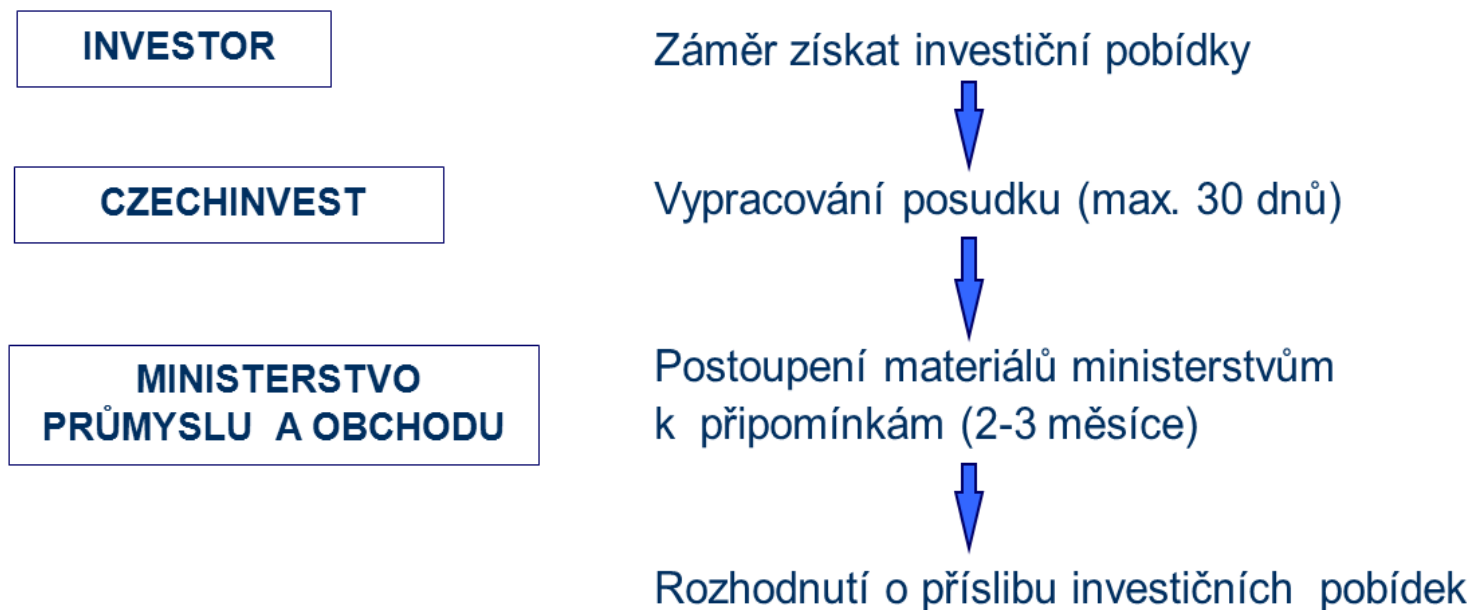 INVESTOR
Záměr získat investiční pobídky
CZECHINVEST
Vypracování posudku (max. 30 dnů)
MINISTERSTVO
PRŮMYSLU A OBCHODU
Postoupení materiálů ministerstvům
k připomínkám (2-3 měsíce)
Rozhodnutí o příslibu investičních pobídek